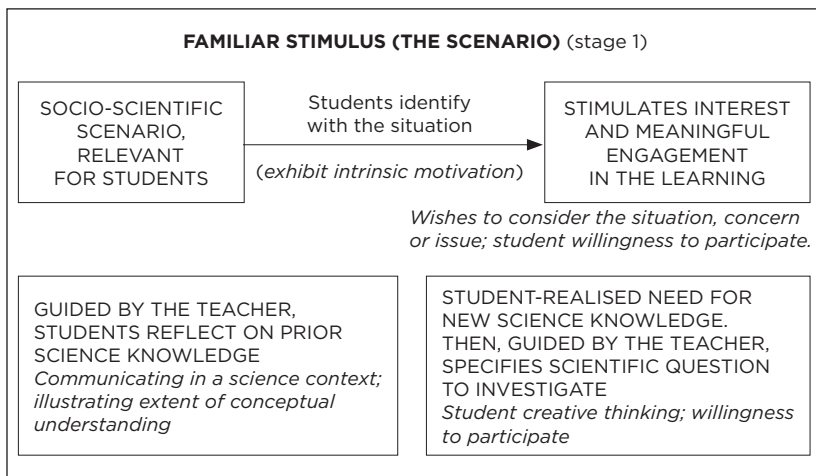 FAMILIAR STIMULUS (THE SCENARIO) (stage 1)
SOCIO-SCIENTIFIC
SCENARIO,
RELEVANT
FOR STUDENTS
Students identify
with the situation
(exhibit intrinsic motivation)
STIMULATES INTEREST
AND MEANINGFUL
ENGAGEMENT
IN THE LEARNING
Wishes to consider the situation, concern
or issue; student willingness to participate.
GUIDED BY THE TEACHER,
STUDENTS REFLECT ON PRIOR
SCIENCE KNOWLEDGE
Communicating in a science context;
illustrating extent of conceptual
understanding
STUDENT-REALISED NEED FOR
NEW SCIENCE KNOWLEDGE.
THEN, GUIDED BY THE TEACHER,
SPECIFIES SCIENTIFIC QUESTION
TO INVESTIGATE
Student creative thinking; willingness
to participate